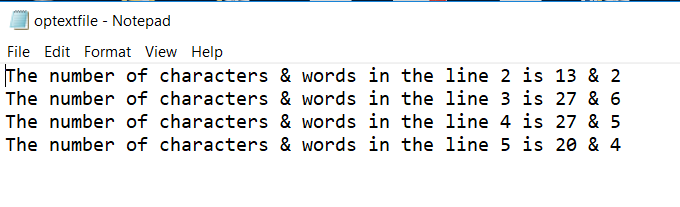 optextfile - Notepad
File Edit Format View Help
The number of characters & words in the line 2 is 13 & 2
The number of characters & words in the line 3 is 27 & 6
The number of characters & words in the line 4 is 27 & 5
The number of characters & words in the line 5 is 20 & 4